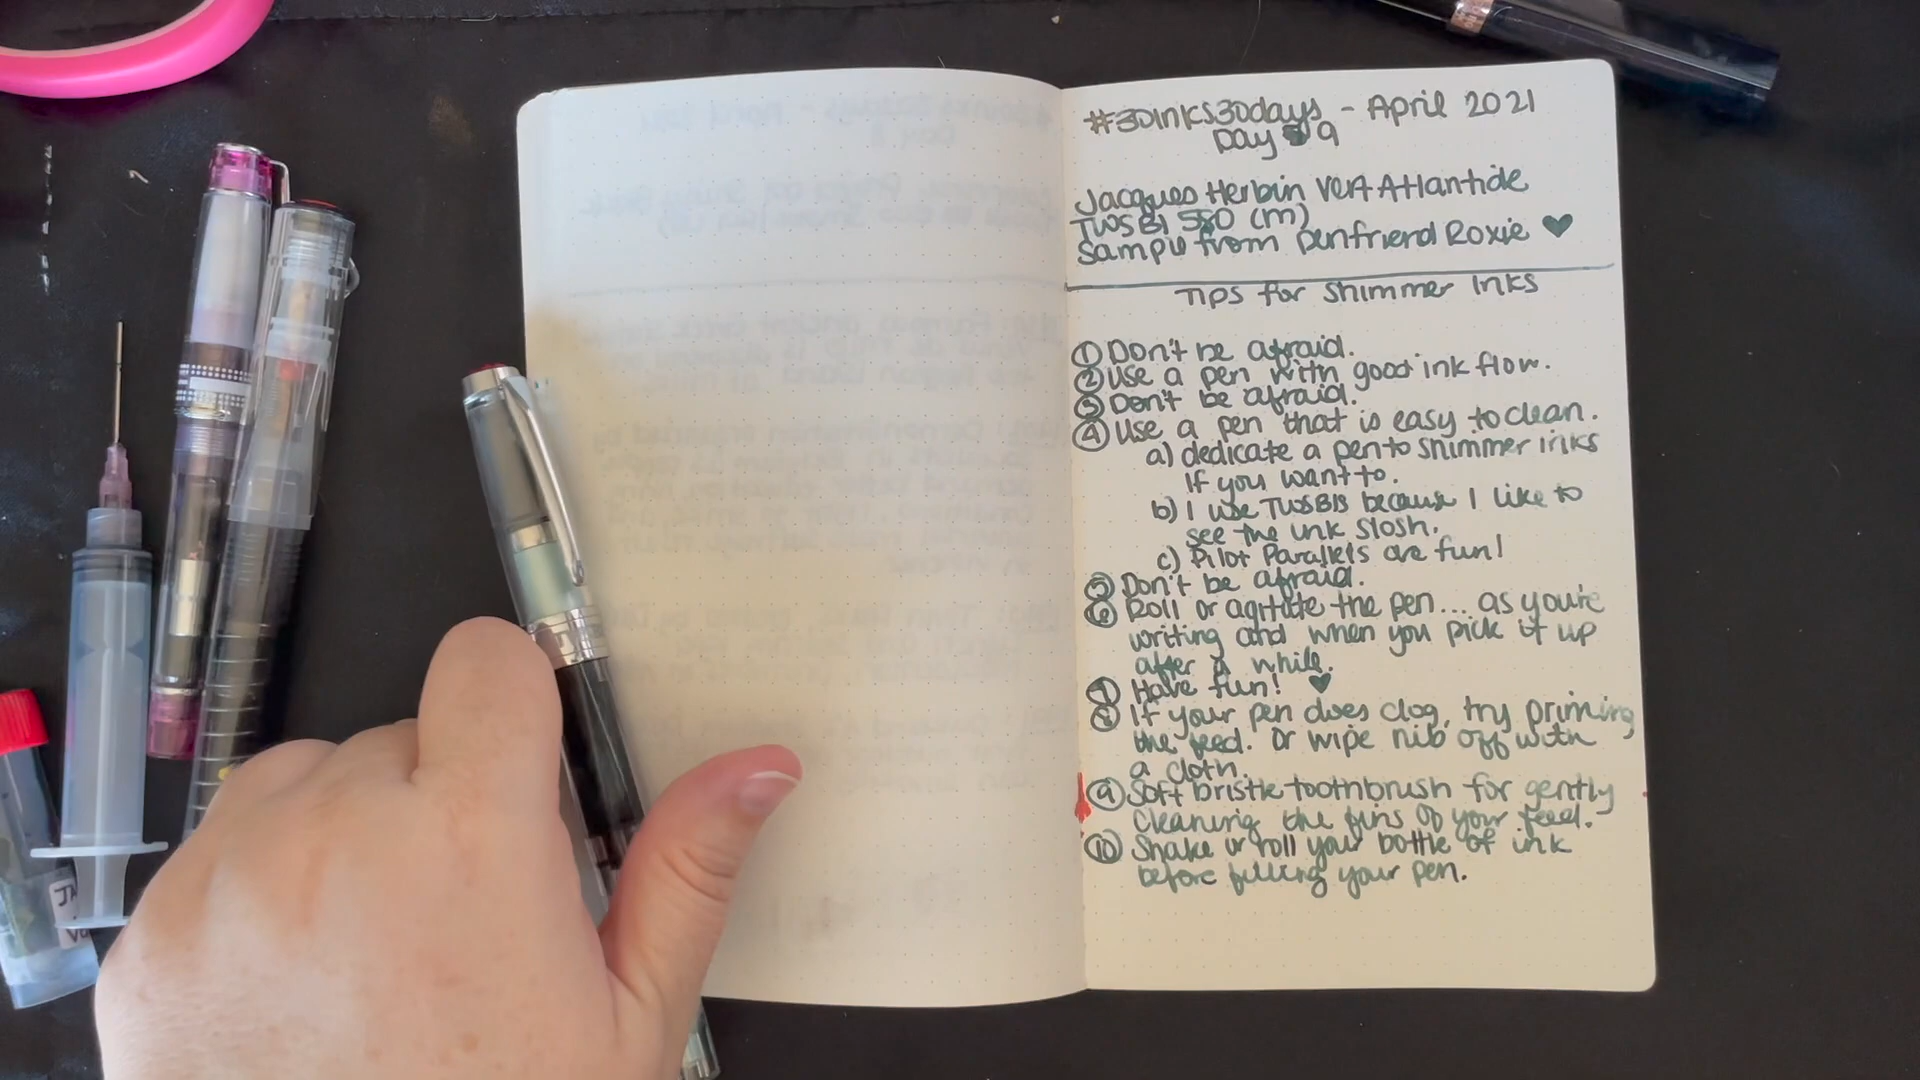 #30inks30days - April 2021
Day 9
Jacques Herbin Vert Atlantide
TWSBI 580 (m)
Sample from penfriend Roxie ♥
Tips for Shimmer Inks
① Don't be afraid.
② Use a pen with good ink flow.
③ Don't be afraid.
④ Use a pen that is easy to clean.
a) dedicate a pen to shimmer inks
if you want to.
b) I use TWSBIs because I like to
see the ink slosh.
c) Pilot Parallels are fun!
⑤ Don't be afraid.
⑥ Roll or agitate the pen... as you're
writing and when you pick it up
after a while.
⑦ Have fun! ♥
⑧ If your pen does clog, try priming
the feed. Or wipe nib off with
a cloth.
⑨ Soft bristle toothbrush for gently
cleaning the fins of your feed.
⑩ Shake or roll your bottle of ink
before filling your pen.